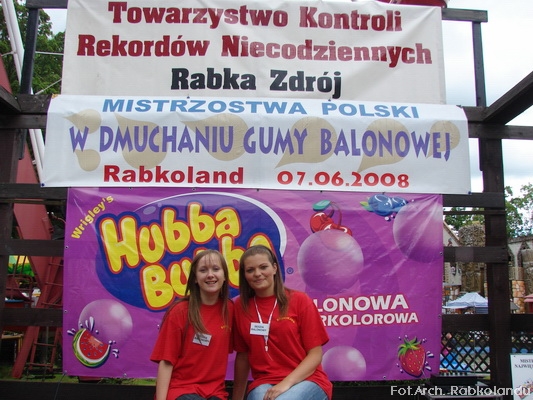 Towarzystwo Kontroli
Rekordów Niecodziennych
Rabka Zdrój
MISTRZOSTWA POLSKI
W DMUCHANIU GUMY BALONOWEJ
Rabkoland 07.06.2008
Wrigley's
Hubba
LONOWA
RKOLOROWA
Fot.Arch. Rabkolandu